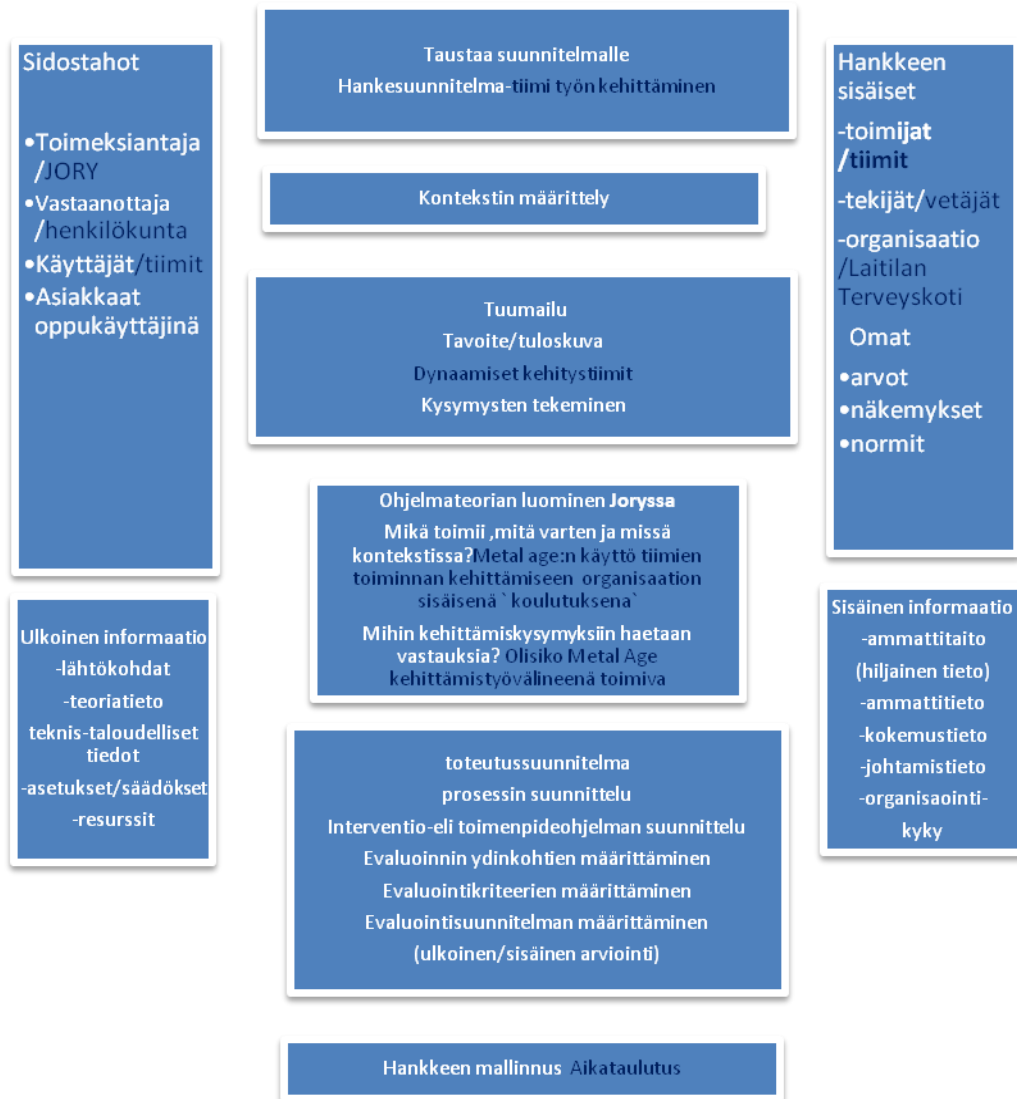 Sidostahot
•Toimeksiantaja
/JORY
•Vastaanottaja
/henkilökunta
•Käyttäjät/tiimit
•Asiakkaat
oppukäyttäjinä
Ulkoinen informaatio
-lähtökohdat
-teoriatieto
teknis-taloudelliset
tiedot
-asetukset/säädökset
-resurssit
Taustaa suunnitelmalle
Hankesuunnitelma-tiimi työn kehittäminen
Kontekstin määrittely
Tuumailu
Tavoite/tuloskuva
Dynaamiset kehitystiimit
Kysymysten tekeminen
Ohjelmateorian luominen Joryssa
Mikä toimii ,mitä varten ja missä
kontekstissa?Metal age:n käyttö tiimien
toiminnan kehittämiseen organisaation
sisäisenä `koulutuksena`
Mihin kehittämiskysymyksiin haetaan
vastauksia? Olisiko Metal Age
kehittämistyövälineenä toimiva
toteutussuunnitelma
prosessin suunnittelu
Interventio-eli toimenpideohjelman suunnittelu
Evaluoinnin ydinkohtien määrittäminen
Evaluointikriteerien määrittäminen
Evaluointisuunnitelman määrittäminen
(ulkoinen/sisäinen arviointi)
Hankkeen mallinnus Aikataulutus
Hankkeen
sisäiset
-toimijat
/tiimit
-tekijät/vetäjät
-organisaatio
/Laitilan
Terveyskoti
Omat
•arvot
•näkemykset
•normit
Sisäinen informaatio
-ammattitaito
(hiljainen tieto)
-ammattitieto
-kokemustieto
-johtamistieto
-organisaointi-
kyky